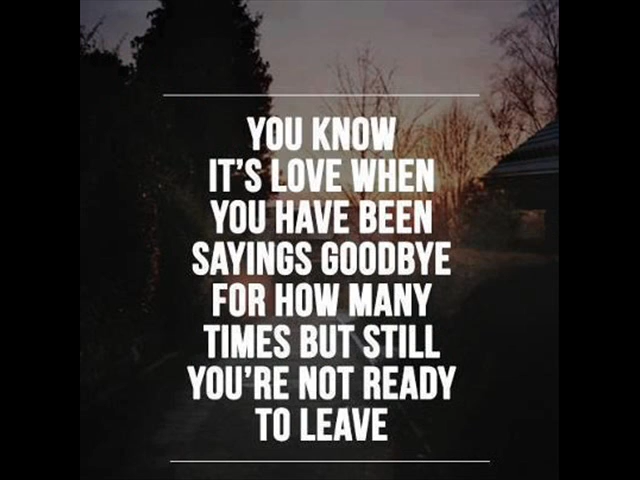 YOU KNOW
IT'S LOVE WHEN
YOU HAVE BEEN
SAYINGS GOODBYE
FOR HOW MANY
TIMES BUT STILL
YOU'RE NOT READY
TO LEAVE